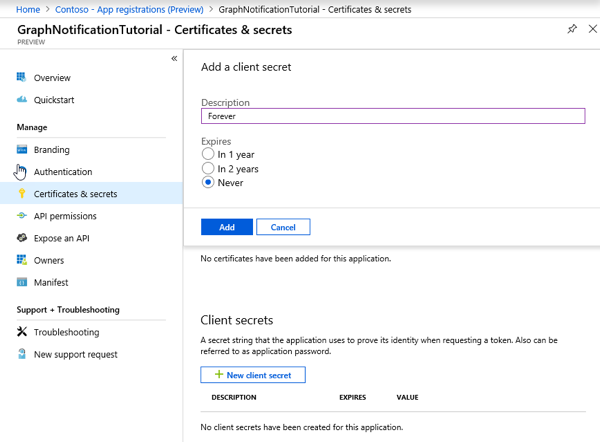 Home > Contoso - App registrations (Preview) > GraphNotificationTutorial - Certificates & secrets
GraphNotificationTutorial - Certificates & secrets
PREVIEW
«
Overview
Quickstart
Manage
Branding
Authentication
Certificates & secrets
API permissions
Expose an API
Owners
Manifest
Support + Troubleshooting
Troubleshooting
New support request
Add a client secret
Description
Forever
Expires
In 1 year
In 2 years
Never
Add Cancel
No certificates have been added for this application.
Client secrets
A secret string that the application uses to prove its identity when requesting a token. Also can be
referred to as application password.
+ New client secret
DESCRIPTION EXPIRES VALUE
No client secrets have been created for this application.